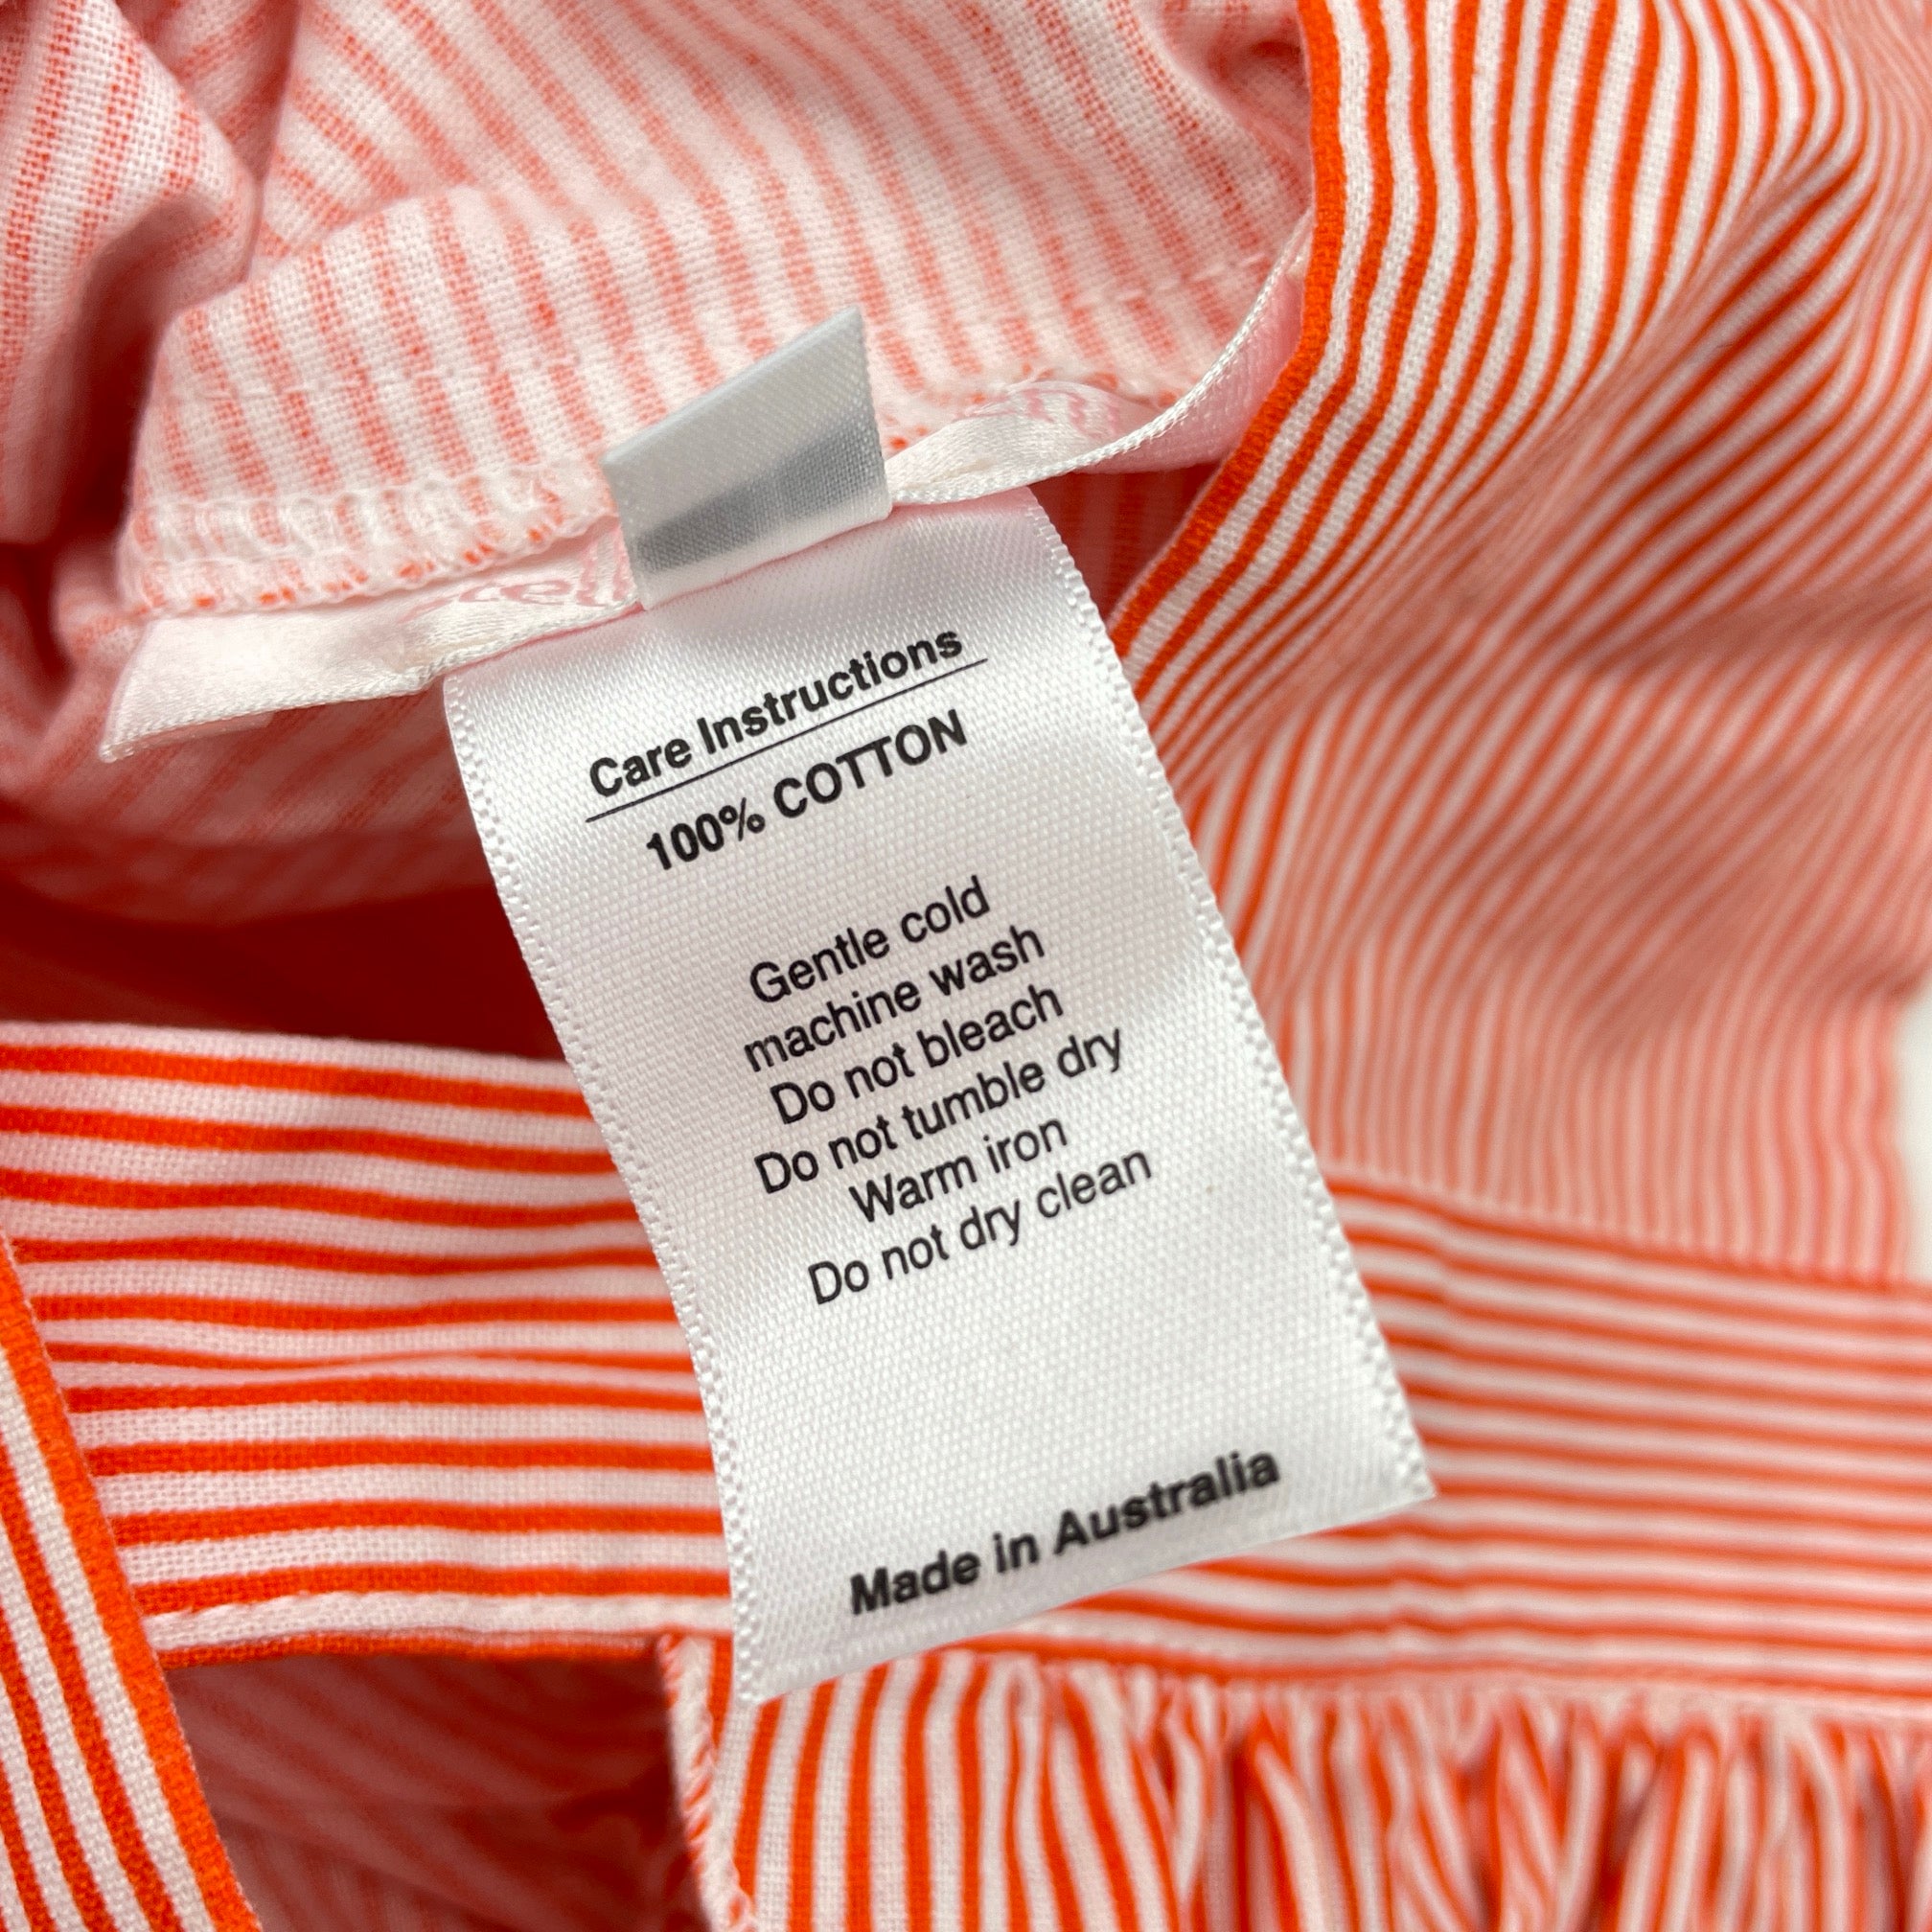 Care Instructions
100% COTTON
Gentle cold
machine wash
Do not bleach
Do not tumble dry
Warm iron
Do not dry clean
Made in Australia